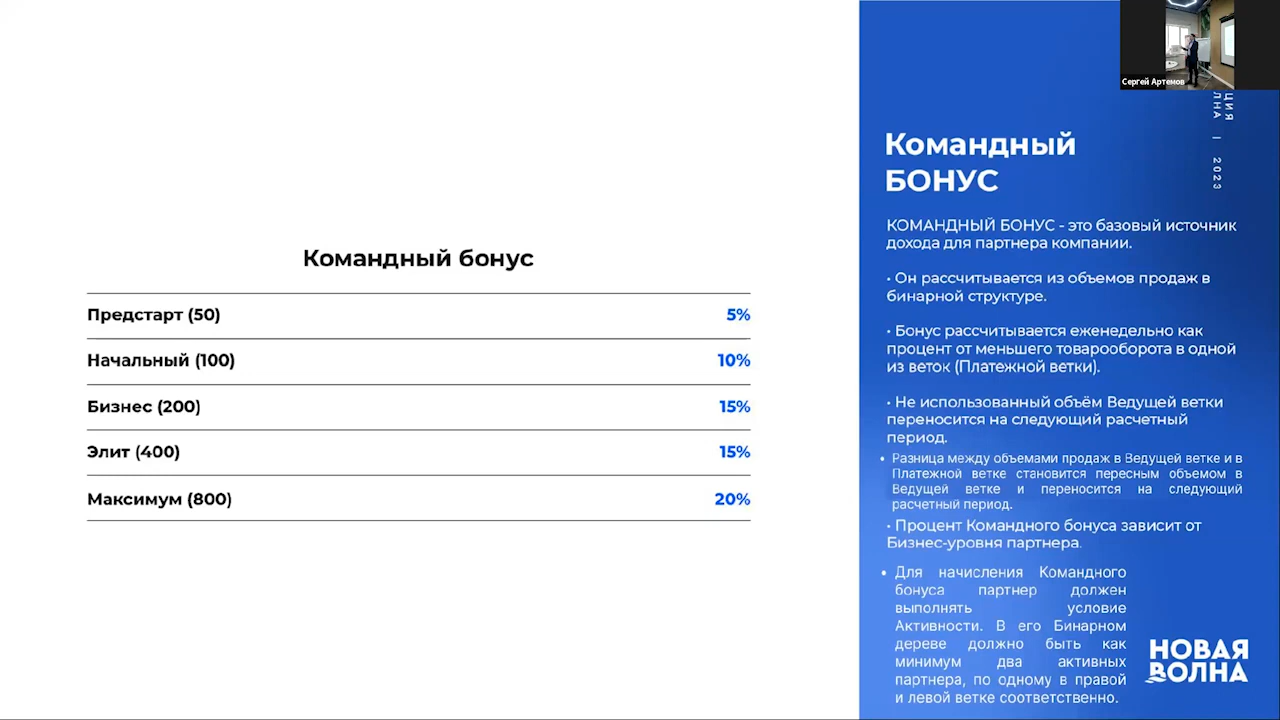 Командный бонус
Предстарт (50) 5%
Начальный (100) 10%
Бизнес (200) 15%
Элит (400) 15%
Максимум (800) 20%
Сергей Артемов
ЦИЯ
ЛНА | 2023
Командный
БОНУС
КОМАНДНЫЙ БОНУС - это базовый источник
дохода для партнера компании.
• Он рассчитывается из объемов продаж в
бинарной структуре.
• Бонус рассчитывается еженедельно как
процент от меньшего товарооборота в одной
из веток (Платежной ветки).
• Не использованный объём Ведущей ветки
переносится на следующий расчетный
период.
• Разница между объемами продаж в Ведущей ветке и в
Платежной ветке становится пересным объемом в
Ведущей ветке и переносится на следующий
расчетный период.
• Процент Командного бонуса зависит от
Бизнес-уровня партнера.
• Для начисления Командного
бонуса партнер должен
выполнять условие
Активности. В его Бинарном
дереве должно быть как
минимум два активных
партнера, по одному в правой
и левой ветке соответственно.
НОВАЯ
ВОЛНА